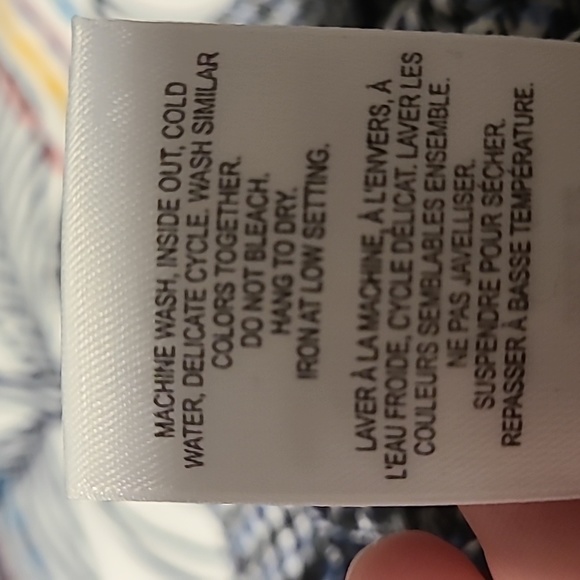 MACHINE WASH, INSIDE OUT, COLD
WATER, DELICATE CYCLE. WASH SIMILAR
COLORS TOGETHER.
DO NOT BLEACH.
HANG TO DRY.
IRON AT LOW SETTING.
LAVER À LA MACHINE, À L'ENVERS, À
L'EAU FROIDE, CYCLE DÉLICAT. LAVER LES
COULEURS SEMBLABLES ENSEMBLE.
NE PAS JAVELLISER.
SUSPENDRE POUR SÉCHER.
REPASSER À BASSE TEMPÉRATURE.